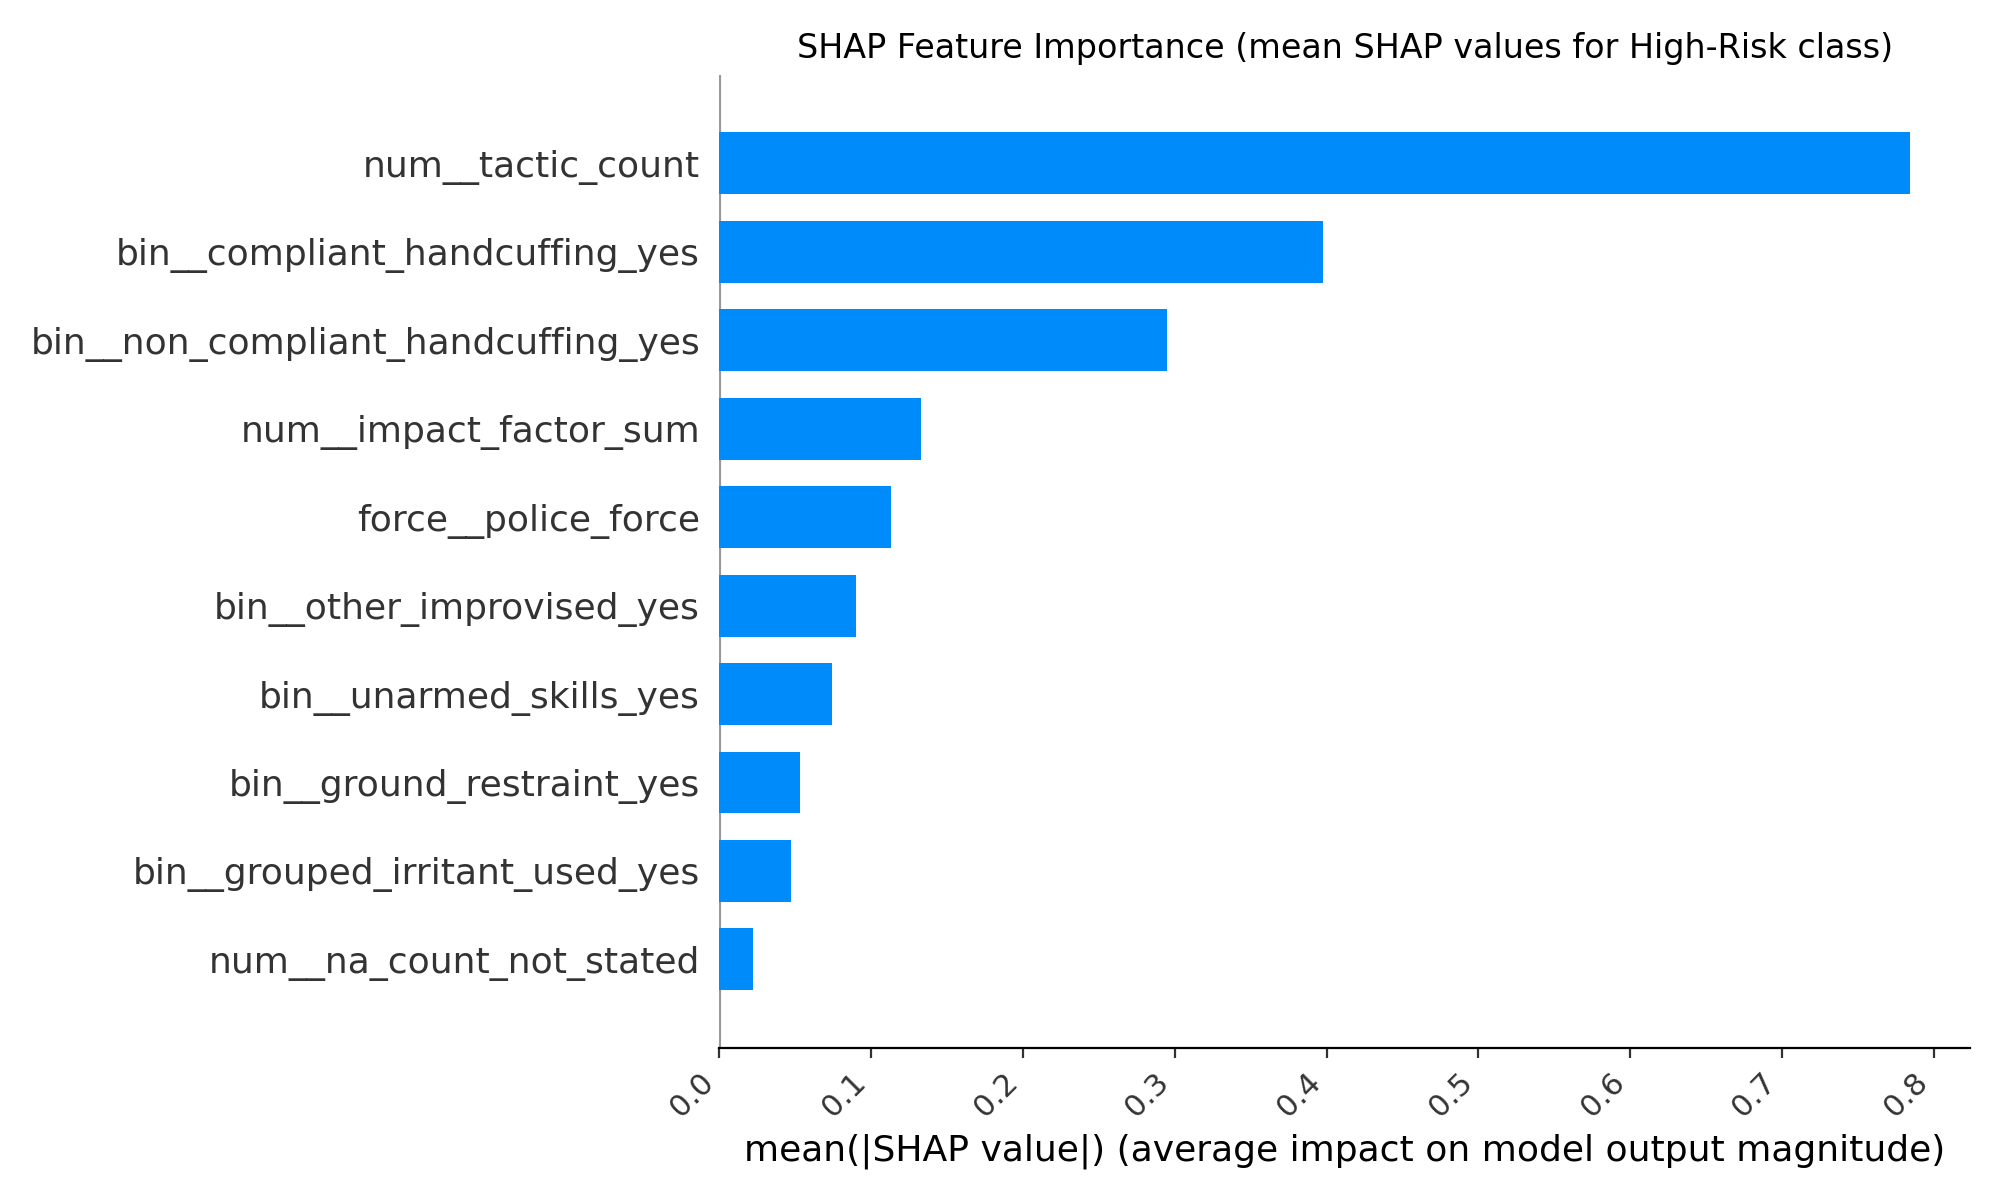 SHAP Feature Importance (mean SHAP values for High-Risk class)
num__tactic_count
bin__compliant_handcuffing_yes
bin__non_compliant_handcuffing_yes
num__impact_factor_sum
force__police_force
bin__other_improvised_yes
bin__unarmed_skills_yes
bin__ground_restraint_yes
bin__grouped_irritant_used_yes
num__na_count_not_stated
0.0 0.1 0.2 0.3 0.4 0.5 0.6 0.7 0.8
mean(|SHAP value|) (average impact on model output magnitude)